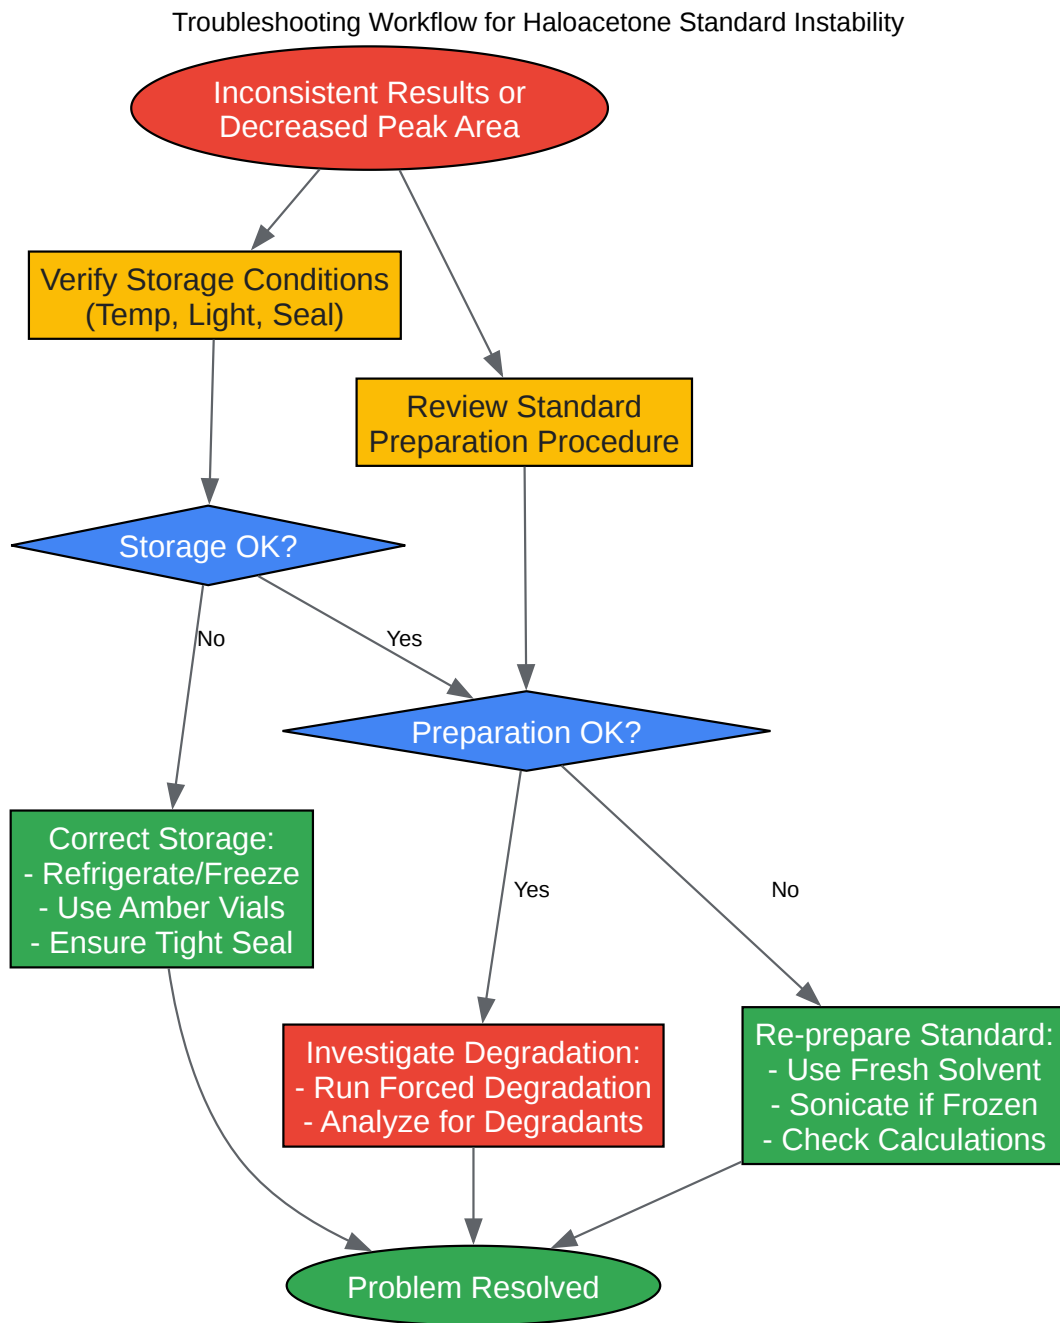 Troubleshooting Workflow for Haloacetone Standard Instability
Inconsistent Results or
Decreased Peak Area
Verify Storage Conditions
(Temp, Light, Seal)
Review Standard
Preparation Procedure
Storage OK?
No
Yes
Preparation OK?
Correct Storage:
- Refrigerate/Freeze
- Use Amber Vials
- Ensure Tight Seal
Yes
No
Investigate Degradation:
- Run Forced Degradation
- Analyze for Degradants
Re-prepare Standard:
- Use Fresh Solvent
- Sonicate if Frozen
- Check Calculations
Problem Resolved